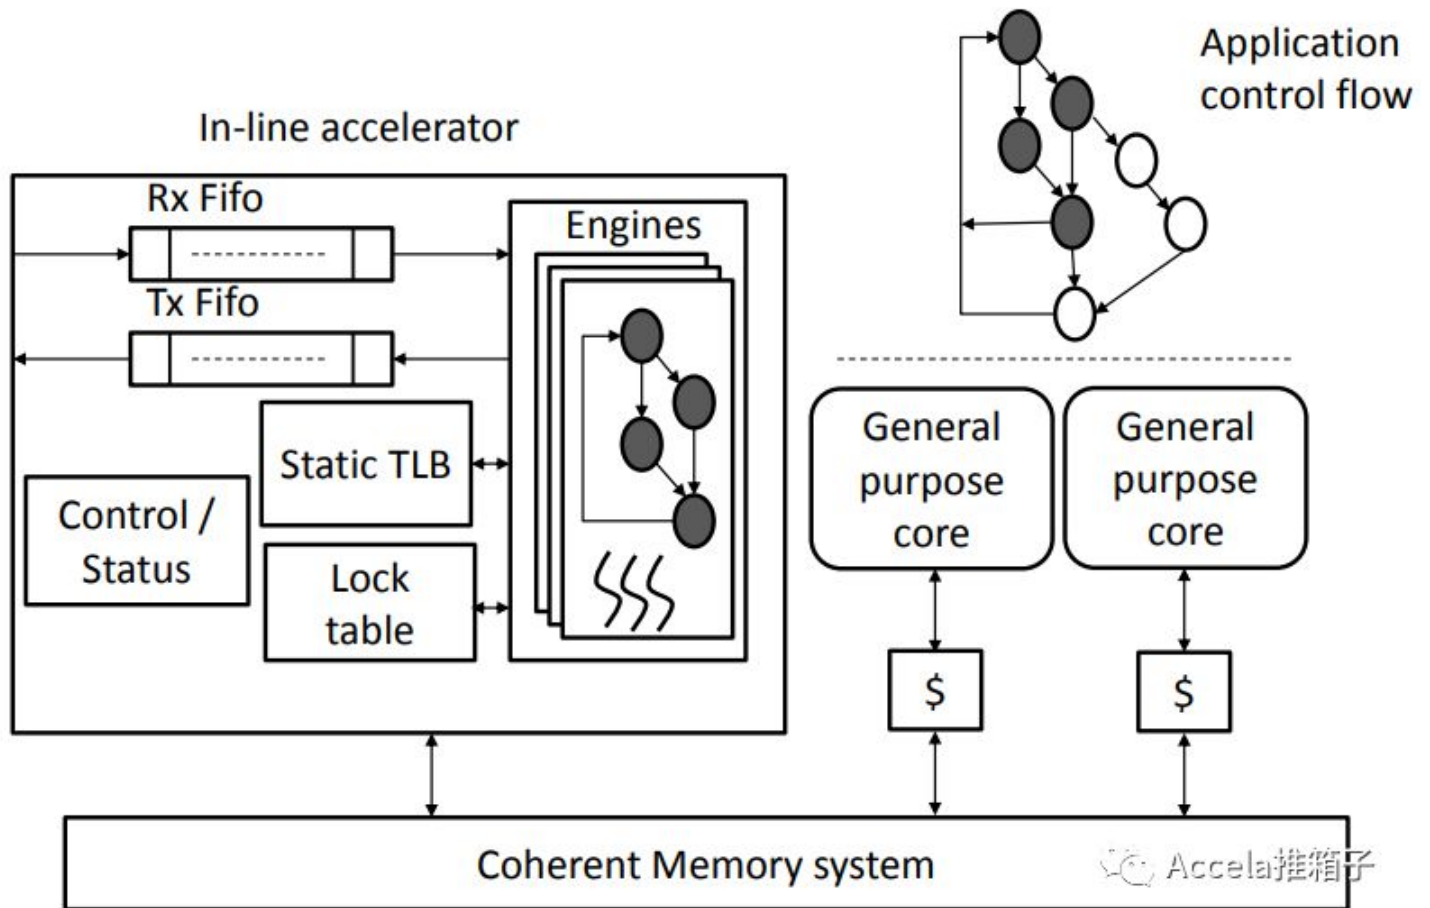 Application
control flow
In-line accelerator
Rx Fifo
Engines
Tx Fifo
Static TLB
Control /
Status
Lock
table
General
purpose
core
General
purpose
core
$
$
Coherent Memory system
Accela推箱子